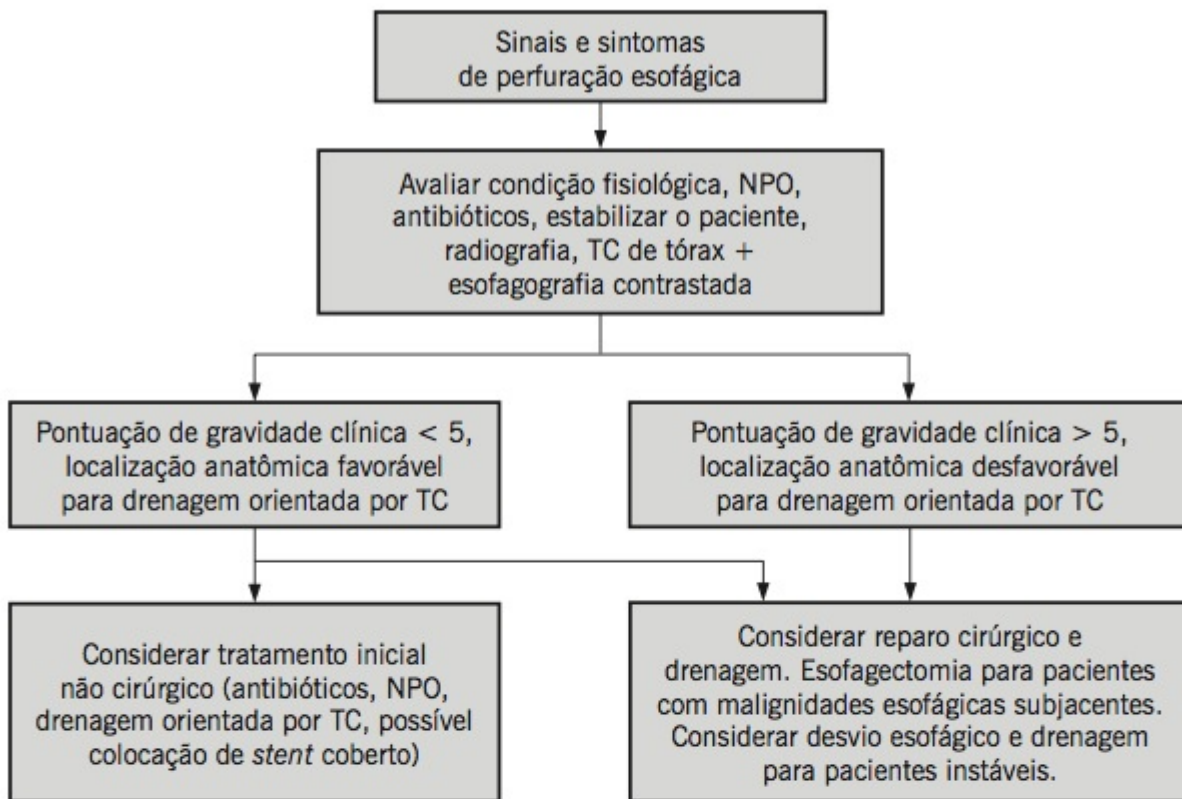 Sinais e sintomas
de perfuração esofágica
Avaliar condição fisiológica, NPO,
antibióticos, estabilizar o paciente,
radiografia, TC de tórax +
esofagografia contrastada
Pontuação de gravidade clínica < 5,
localização anatômica favorável
para drenagem orientada por TC
Pontuação de gravidade clínica > 5,
localização anatômica desfavorável
para drenagem orientada por TC
Considerar tratamento inicial
não cirúrgico (antibióticos, NPO,
drenagem orientada por TC, possível
colocação de stent coberto)
Considerar reparo cirúrgico e
drenagem. Esofagectomia para pacientes
com malignidades esofágicas subjacentes.
Considerar desvio esofágico e drenagem
para pacientes instáveis.